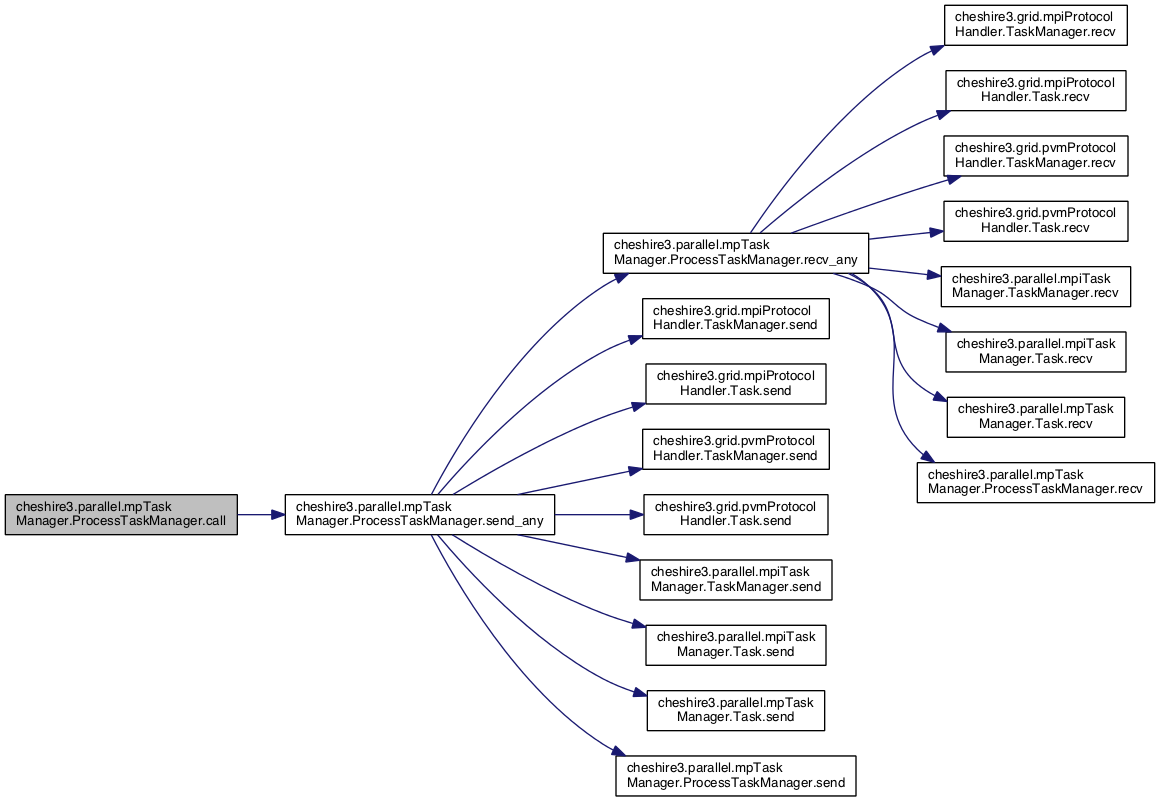 cheshire3.parallel.mpTask
Manager.ProcessTaskManager.call
cheshire3.parallel.mpTask
Manager.ProcessTaskManager.send_any
cheshire3.parallel.mpTask
Manager.ProcessTaskManager.recv_any
cheshire3.grid.mpiProtocol
Handler.TaskManager.send
cheshire3.grid.mpiProtocol
Handler.Task.send
cheshire3.grid.pvmProtocol
Handler.TaskManager.send
cheshire3.grid.pvmProtocol
Handler.Task.send
cheshire3.parallel.mpiTask
Manager.TaskManager.send
cheshire3.parallel.mpiTask
Manager.Task.send
cheshire3.parallel.mpTask
Manager.Task.send
cheshire3.parallel.mpTask
Manager.ProcessTaskManager.send
cheshire3.grid.mpiProtocol
Handler.TaskManager.recv
cheshire3.grid.mpiProtocol
Handler.Task.recv
cheshire3.grid.pvmProtocol
Handler.TaskManager.recv
cheshire3.grid.pvmProtocol
Handler.Task.recv
cheshire3.parallel.mpiTask
Manager.TaskManager.recv
cheshire3.parallel.mpiTask
Manager.Task.recv
cheshire3.parallel.mpTask
Manager.Task.recv
cheshire3.parallel.mpTask
Manager.ProcessTaskManager.recv